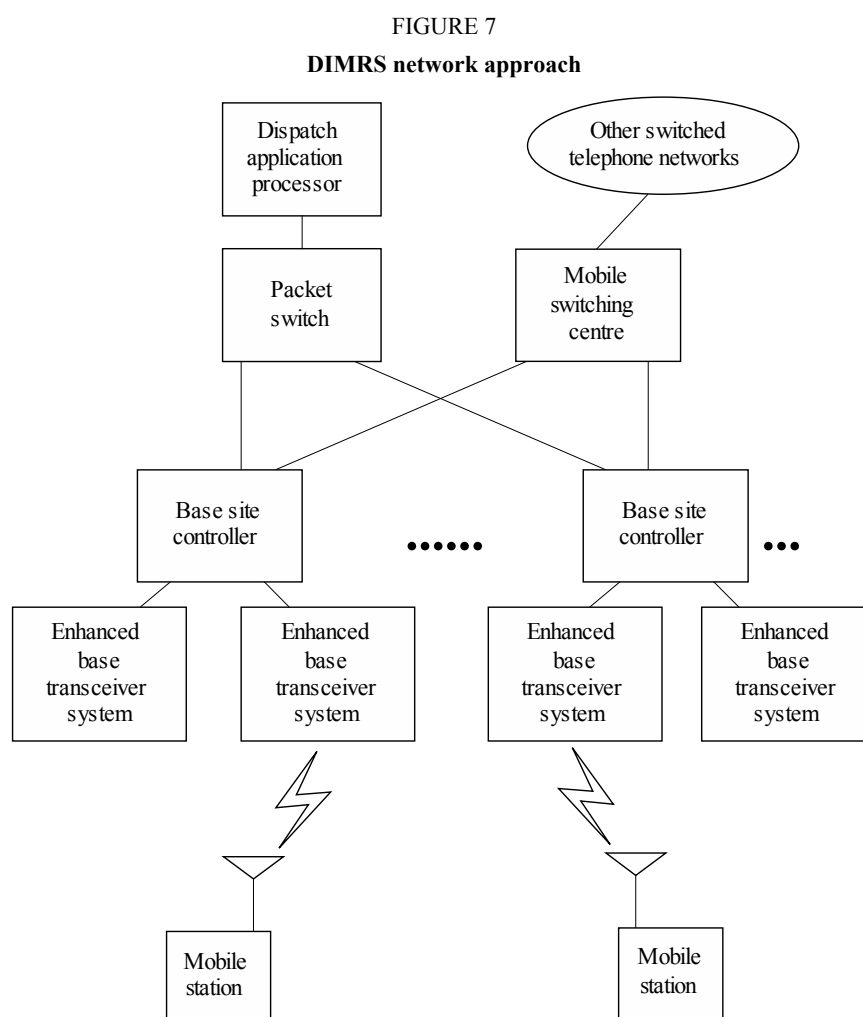 FIGURE 7
DIMRS network approach
Dispatch
application
processor
Other switched
telephone networks
Packet
switch
Mobile
switching
centre
Base site
controller
Base site
controller
Enhanced
base
transceiver
system
Enhanced
base
transceiver
system
Enhanced
base
transceiver
system
Enhanced
base
transceiver
system
Mobile
station
Mobile
station